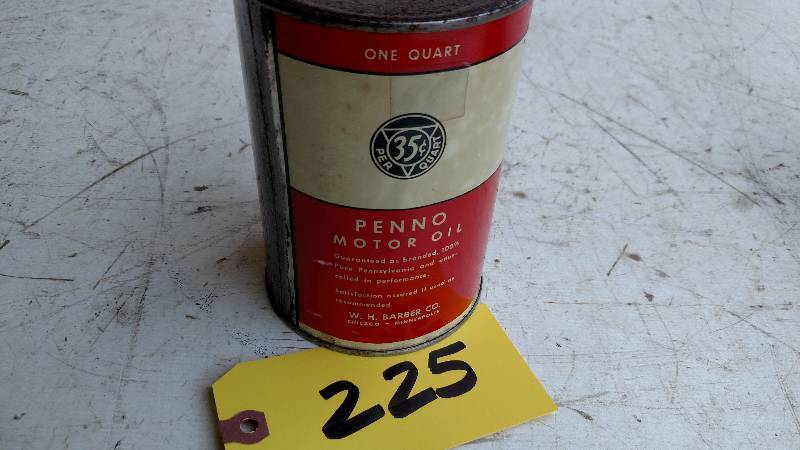 ONE QUART
35¢
PER QUART
PENNO
MOTOR OIL
Guaranteed as branded, 100%
Pure Pennsylvania and unex-
celled in performance.
Satisfaction assured if used as
recommended.
W. H. BARBER CO.
CHICAGO - MINNEAPOLIS
225